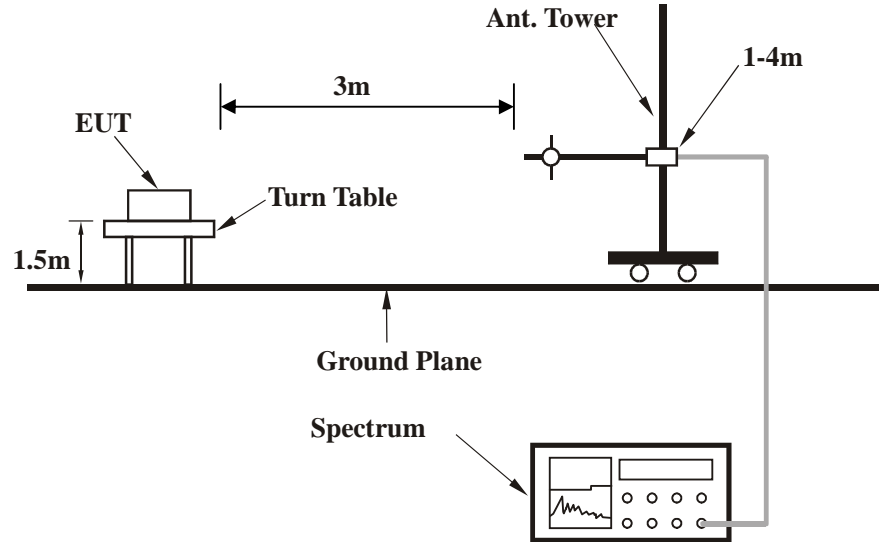 Ant. Tower
1-4m
3m
EUT
Turn Table
1.5m
Ground Plane
Spectrum